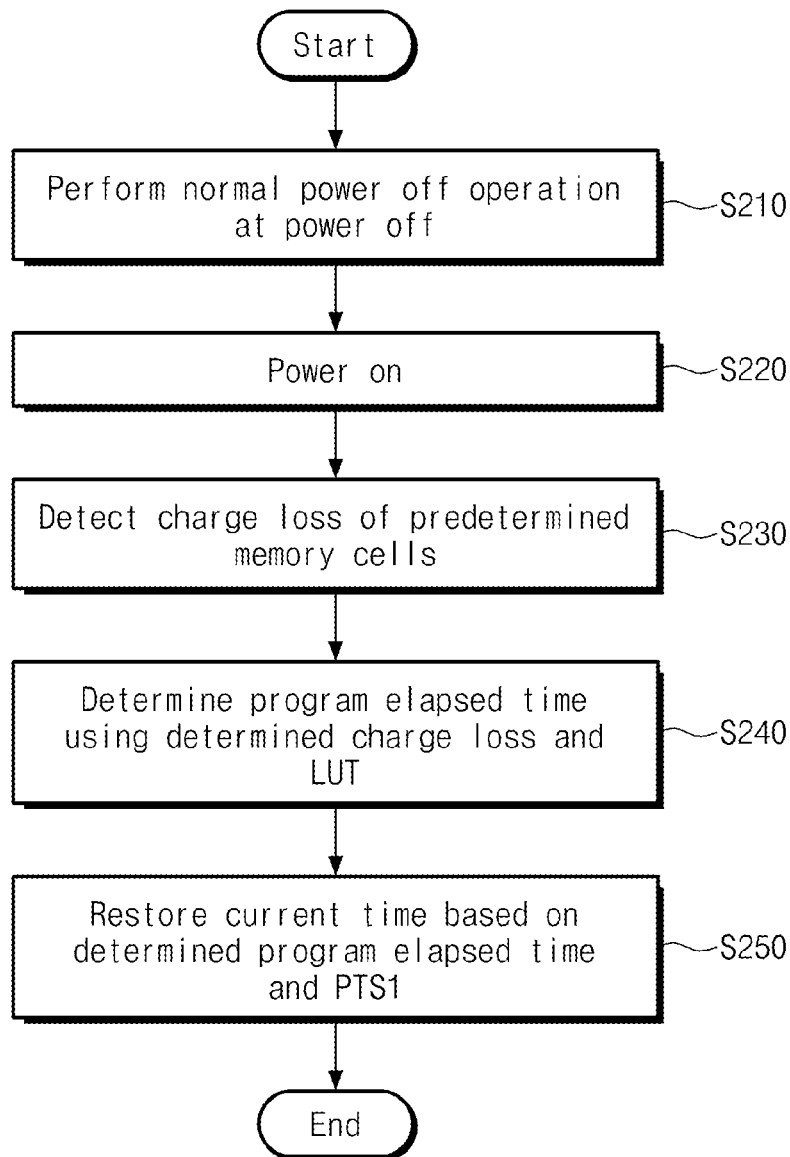 Start
Perform normal power off operation
at power off
S210
Power on
S220
Detect charge loss of predetermined
memory cells
S230
Determine program elapsed time
using determined charge loss and
LUT
S240
Restore current time based on
determined program elapsed time
and PTS1
S250
End